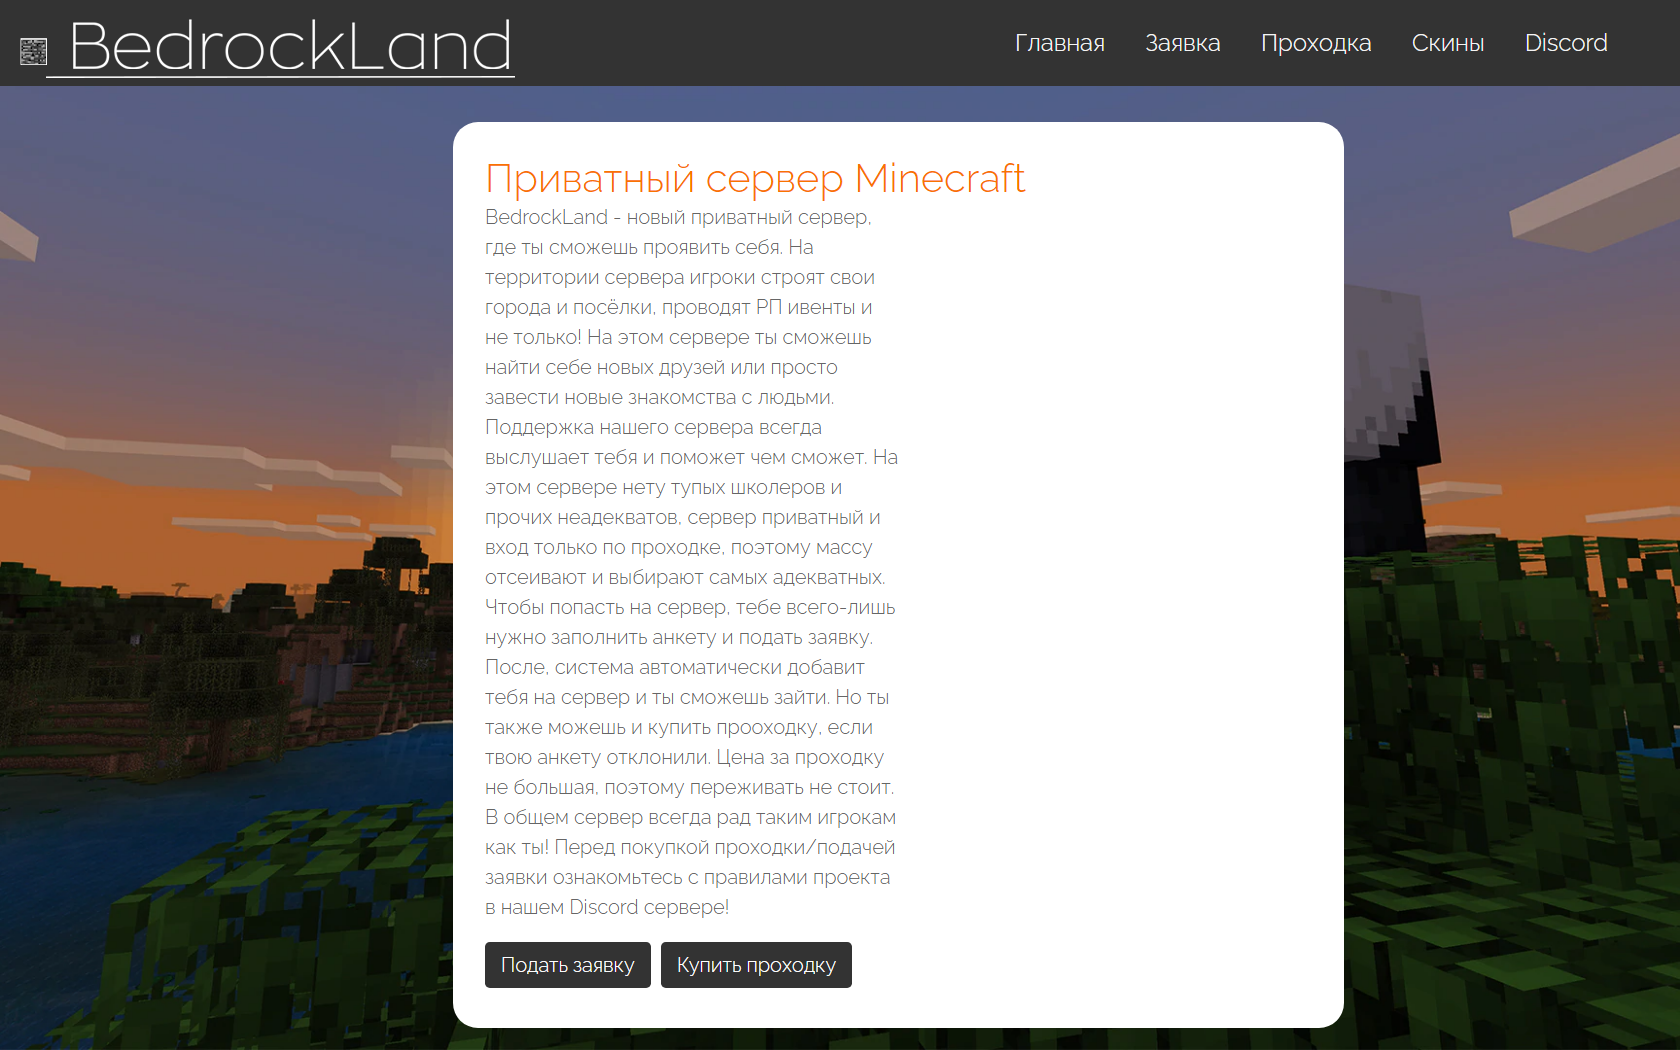 BedrockLand
Главная Заявка Проходка Скины Discord
Приватный сервер Minecraft
BedrockLand - новый приватный сервер,
где ты сможешь проявить себя. На
территории сервера игроки строят свои
города и посёлки, проводят РП ивенты и
не только! На этом сервере ты сможешь
найти себе новых друзей или просто
завести новые знакомства с людьми.
Поддержка нашего сервера всегда
выслушает тебя и поможет чем сможет. На
этом сервере нету тупых школеров и
прочих неадекватов, сервер приватный и
вход только по проходке, поэтому массу
отсеивают и выбирают самых адекватных.
Чтобы попасть на сервер, тебе всего-лишь
нужно заполнить анкету и подать заявку.
После, система автоматически добавит
тебя на сервер и ты сможешь зайти. Но ты
также можешь и купить прооходку, если
твою анкету отклонили. Цена за проходку
не большая, поэтому переживать не стоит.
В общем сервер всегда рад таким игрокам
как ты! Перед покупкой проходки/подачей
заявки ознакомьтесь с правилами проекта
в нашем Discord сервере!
Подать заявку Купить проходку